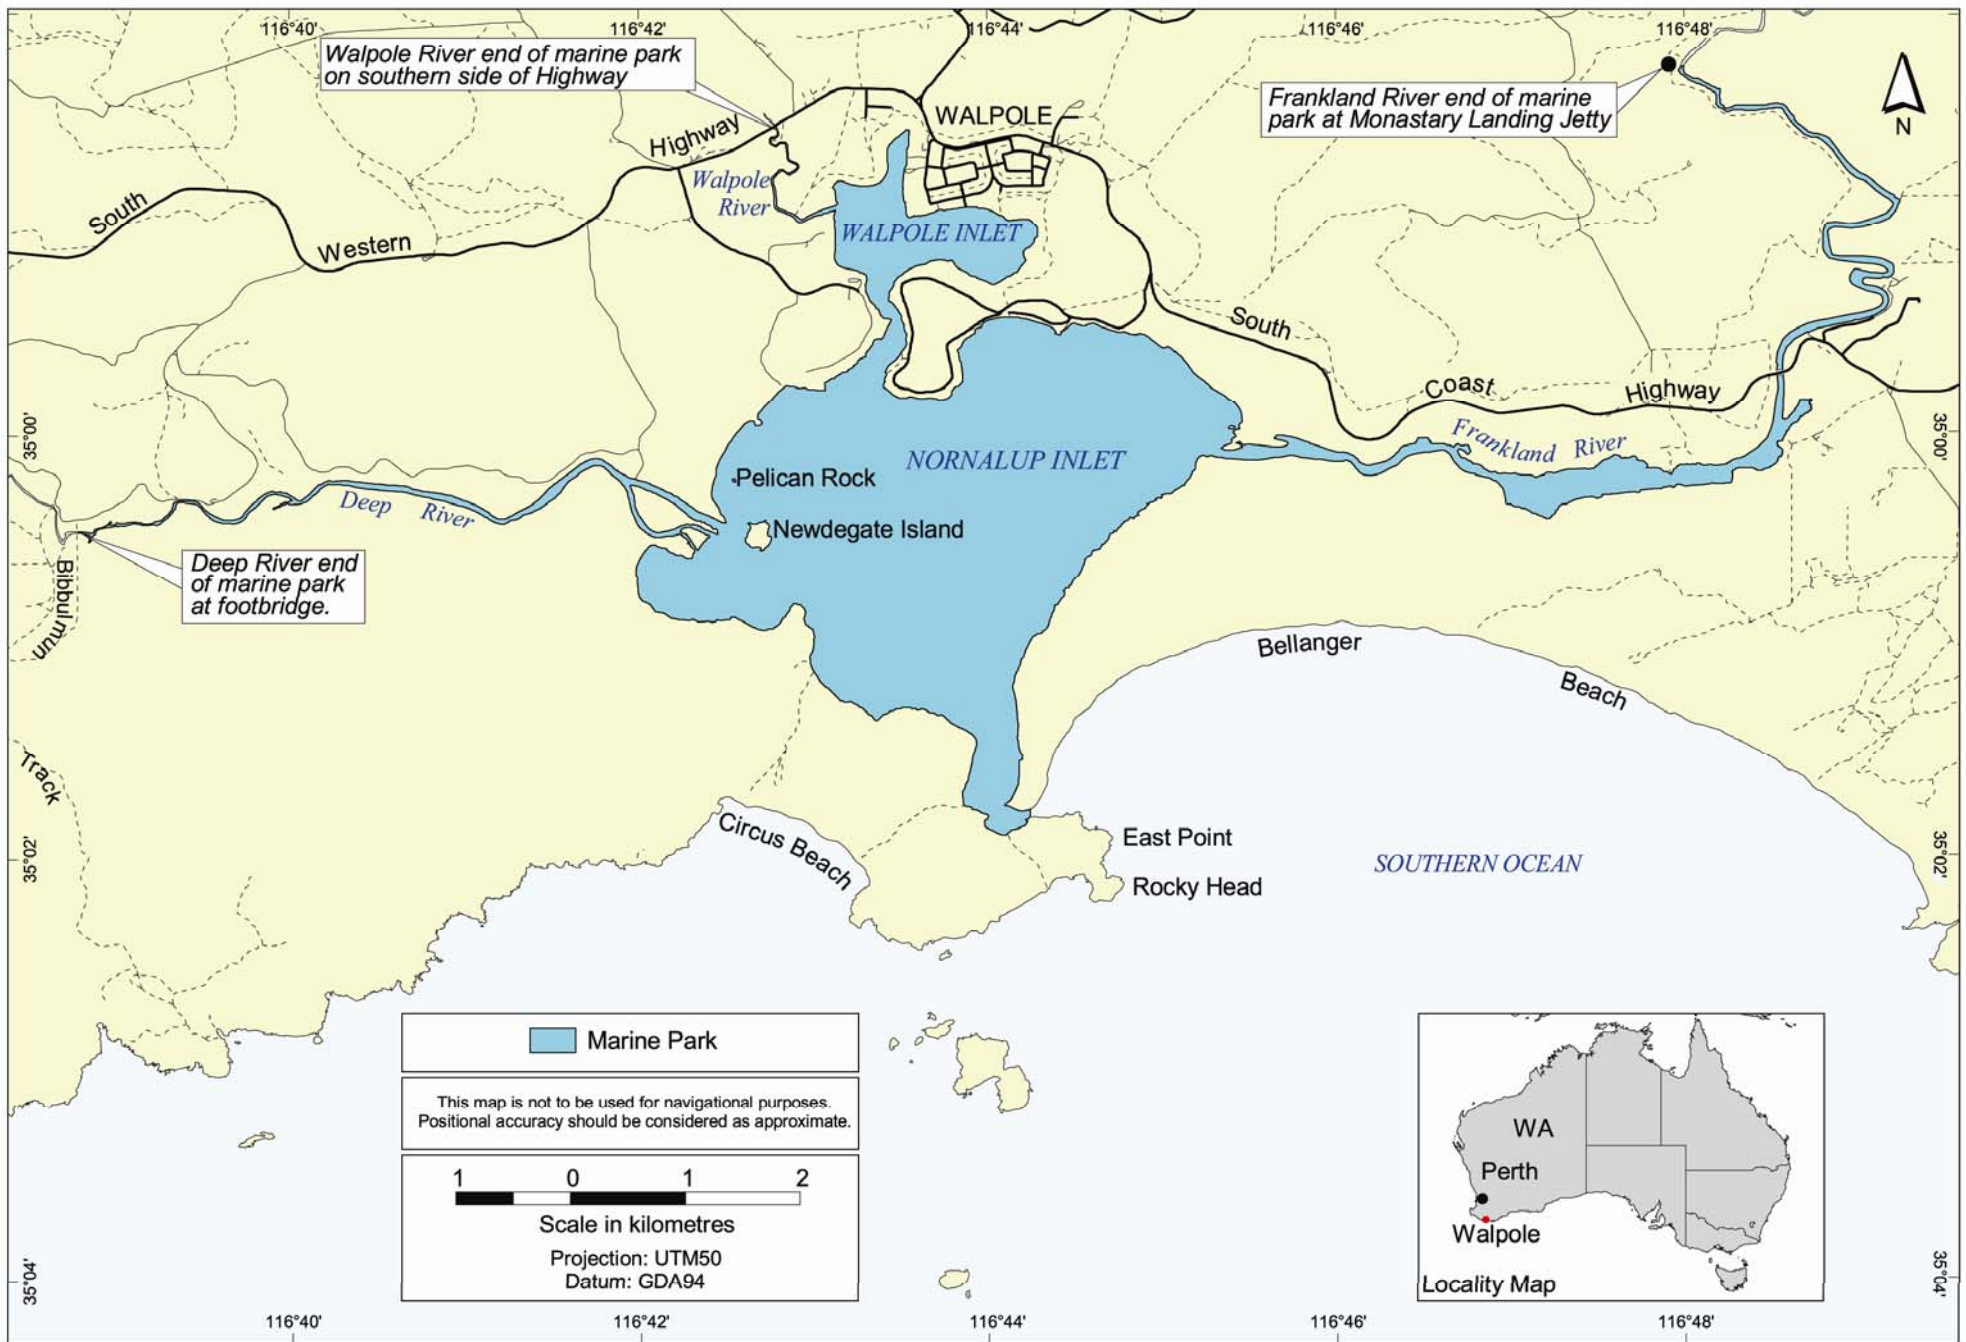 116°40'
116°42'
116°44'
116°46'
116°48'
Walpole River end of marine park
on southern side of Highway
Frankland River end of marine
park at Monastary Landing Jetty
N
WALPOLE
Highway
Walpole
River
South
Western
WALPOLE INLET
South
Coast
Highway
Frankland River
35°00'
35°00'
NORNALUP INLET
Pelican Rock
Newdegate Island
Deep River
Deep River end
of marine park
at footbridge.
Bibbulmun
Track
Bellanger
Beach
Circus Beach
East Point
Rocky Head
SOUTHERN OCEAN
35°02'
35°02'
Marine Park
This map is not to be used for navigational purposes.
Positional accuracy should be considered as approximate.
1 0 1 2
Scale in kilometres
Projection: UTM50
Datum: GDA94
WA
Perth
Walpole
Locality Map
35°04'
35°04'
116°40'
116°42'
116°44'
116°46'
116°48'